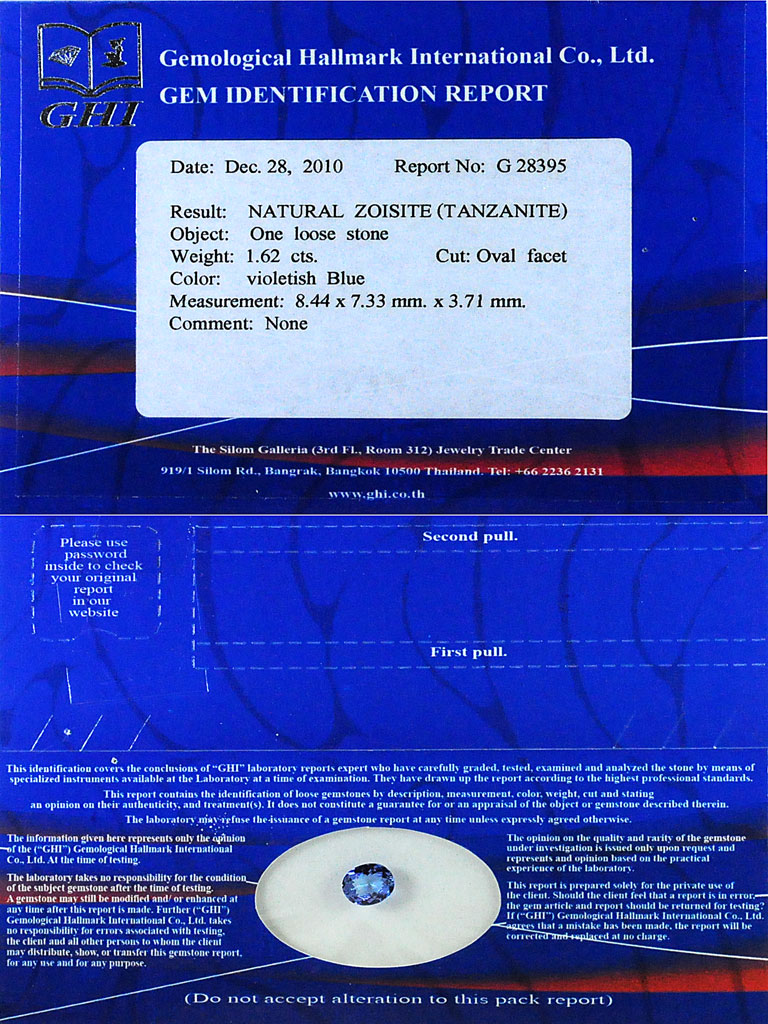 GHI
Gemological Hallmark International Co., Ltd.
GEM IDENTIFICATION REPORT
Date: Dec. 28, 2010 Report No: G 28395
Result: NATURAL ZOISITE (TANZANITE)
Object: One loose stone
Weight: 1.62 cts. Cut: Oval facet
Color: violetish Blue
Measurement: 8.44 x 7.33 mm. x 3.71 mm.
Comment: None
The Silom Galleria (3rd Fl., Room 312) Jewelry Trade Center
919/1 Silom Rd., Bangrak, Bangkok 10500 Thailand. Tel: +66 2236 2131
www.ghi.co.th
Please use
password
inside to check
your original
report
in our
website
Second pull.
First pull.
This identification covers the conclusions of “GHI” laboratory reports expert who have carefully graded, tested, examined and analyzed the stone by means of
specialized instruments available at the Laboratory at a time of examination. They have drawn up the report according to the highest professional standards.
This report contains the identification of loose gemstones by description, measurement, color, weight, cut and stating
an opinion on their authenticity, and treatment(s). It does not constitute a guarantee for or an appraisal of the object or gemstone described therein.
The laboratory may refuse the issuance of a gemstone report at any time unless expressly agreed otherwise.
The information given here represents only the opinion
of the (“GHI”) Gemological Hallmark International
Co., Ltd. At the time of testing.
The laboratory takes no responsibility for the condition
of the subject gemstone after the time of testing.
A gemstone may still be modified and/ or enhanced at
any time after this report is made. Further (“GHI”)
Gemological Hallmark International Co., Ltd. takes
no responsibility for errors associated with testing,
the client and all other persons to whom the client
may distribute, show, or transfer this gemstone report,
for any use and for any purpose.
The opinion on the quality and rarity of the gemstone
under investigation is issued only upon request and
represents and opinion based on the practical
experience of the laboratory.
This report is prepared solely for the private use of
the client. Should the client feel that a report is in error,
the gem article and report should be returned for testing?
If (“GHI”) Gemological Hallmark International Co., Ltd.
agrees that a mistake has been made, the report will be
corrected and replaced at no charge.
(Do not accept alteration to this pack report)